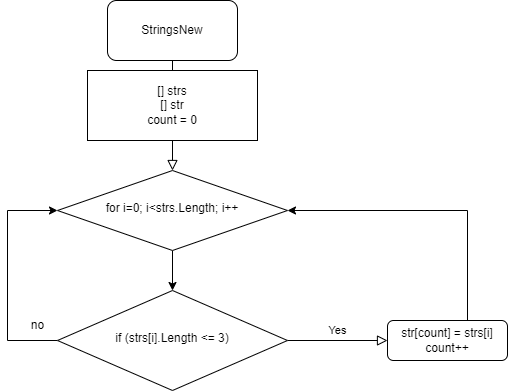 StringsNew
[] strs
[] str
count = 0
for i=0; i<strs.Length; i++
if (strs[i].Length <= 3)
no
Yes
str[count] = strs[i]
count++